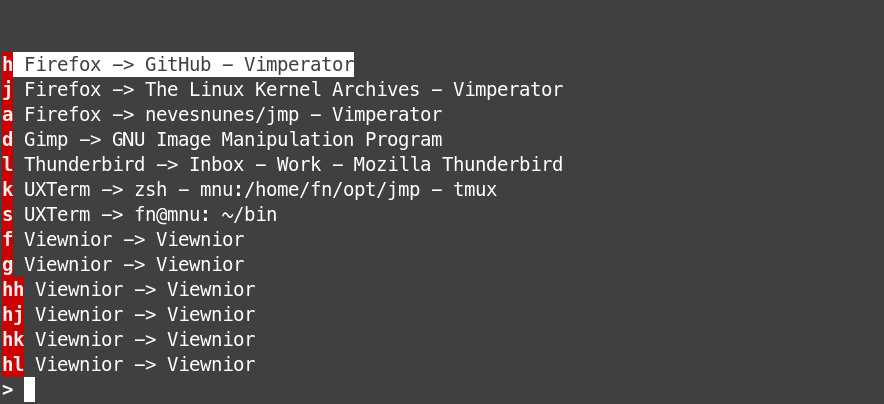 h Firefox -> GitHub - Vimperator
j Firefox -> The Linux Kernel Archives - Vimperator
a Firefox -> nevesnunes/jmp - Vimperator
d Gimp -> GNU Image Manipulation Program
l Thunderbird -> Inbox - Work - Mozilla Thunderbird
k UXTerm -> zsh - mnu:/home/fn/opt/jmp - tmux
s UXTerm -> fn@mnu: ~/bin
f Viewnior -> Viewnior
g Viewnior -> Viewnior
hh Viewnior -> Viewnior
hj Viewnior -> Viewnior
hk Viewnior -> Viewnior
hl Viewnior -> Viewnior
>